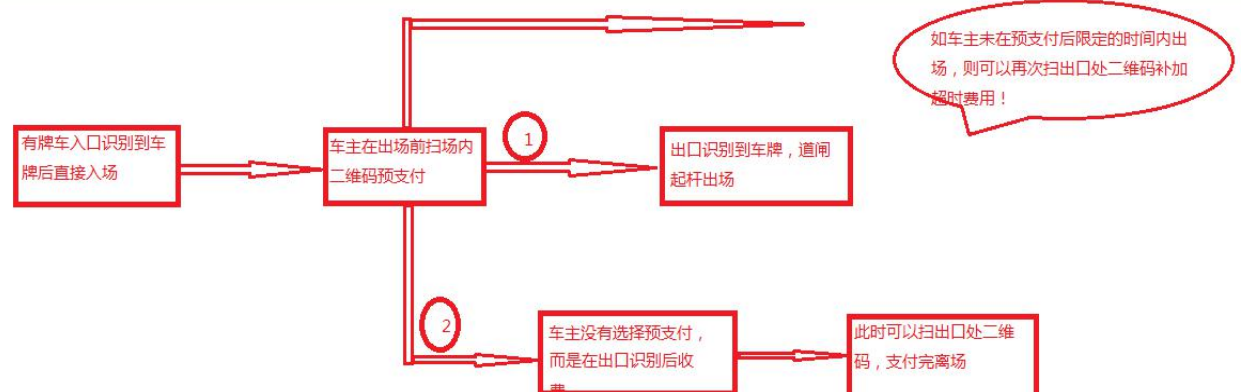 如车主未在预支付后限定的时间内出
场，则可以再次扫出口处二维码补加
超时费用！
有牌车入口识别到车
牌后直接入场
车主在出场前扫场内
二维码预支付
1
出口识别到车牌，道闸
起杆出场
2
车主没有选择预支付，
而是在出口识别后收
费
此时可以扫出口处二维
码，支付完离场